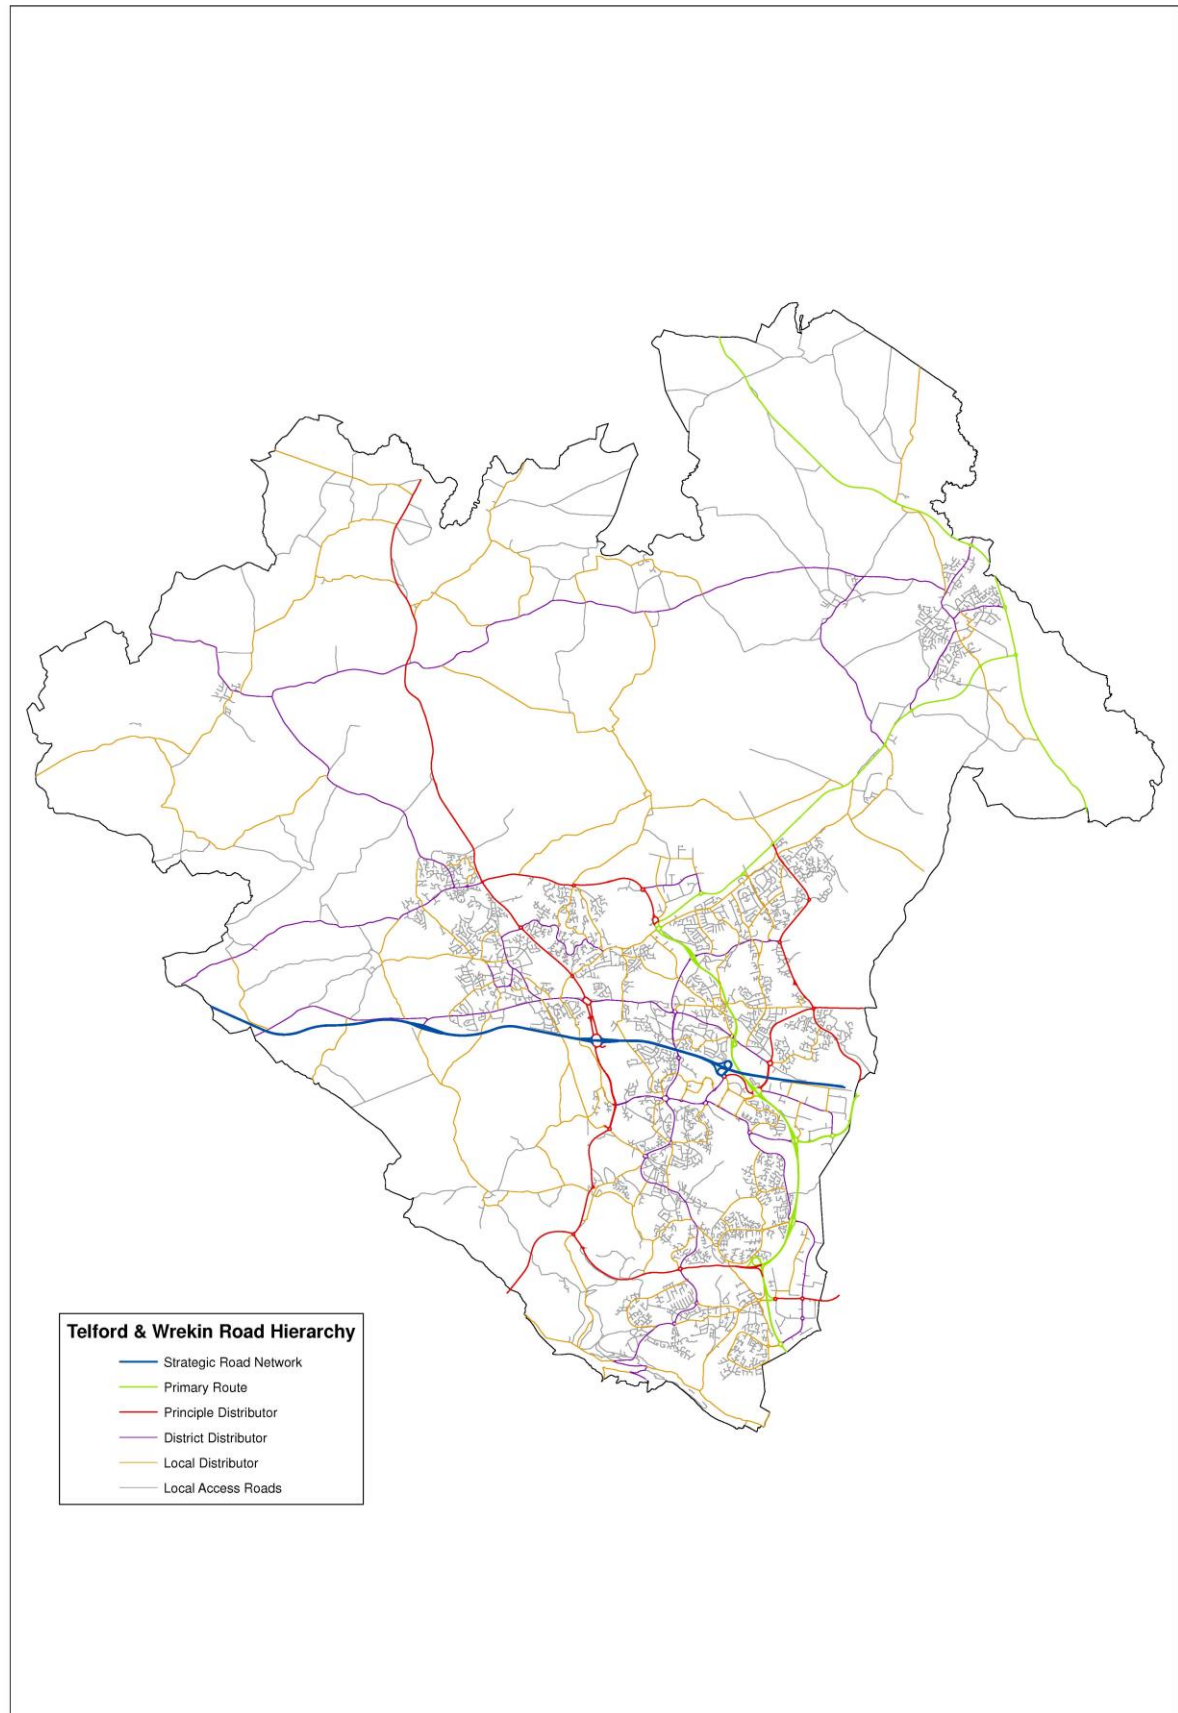 Telford & Wrekin Road Hierarchy
Strategic Road Network
Primary Route
Principle Distributor
District Distributor
Local Distributor
Local Access Roads